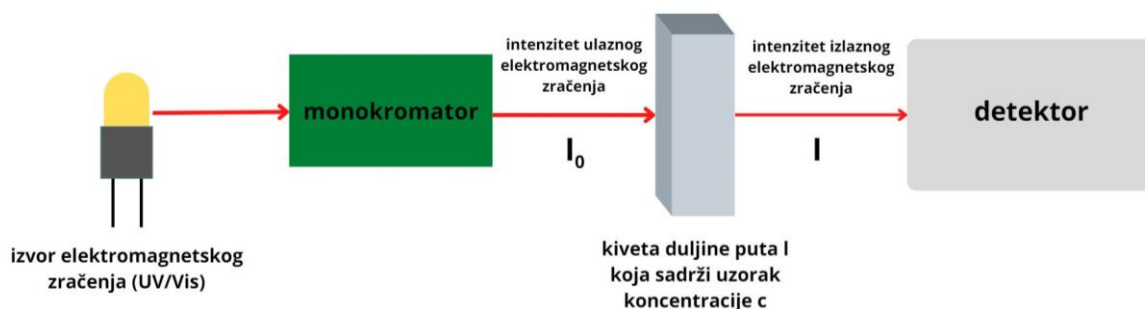 izvor elektromagnetskog
zračenja (UV/Vis)
monokromator
intenzitet ulaznog
elektromagnetskog
zračenja
I₀
kiveta duljine puta l
koja sadrži uzorak
koncentracije c
intenzitet izlaznog
elektromagnetskog
zračenja
I
detektor